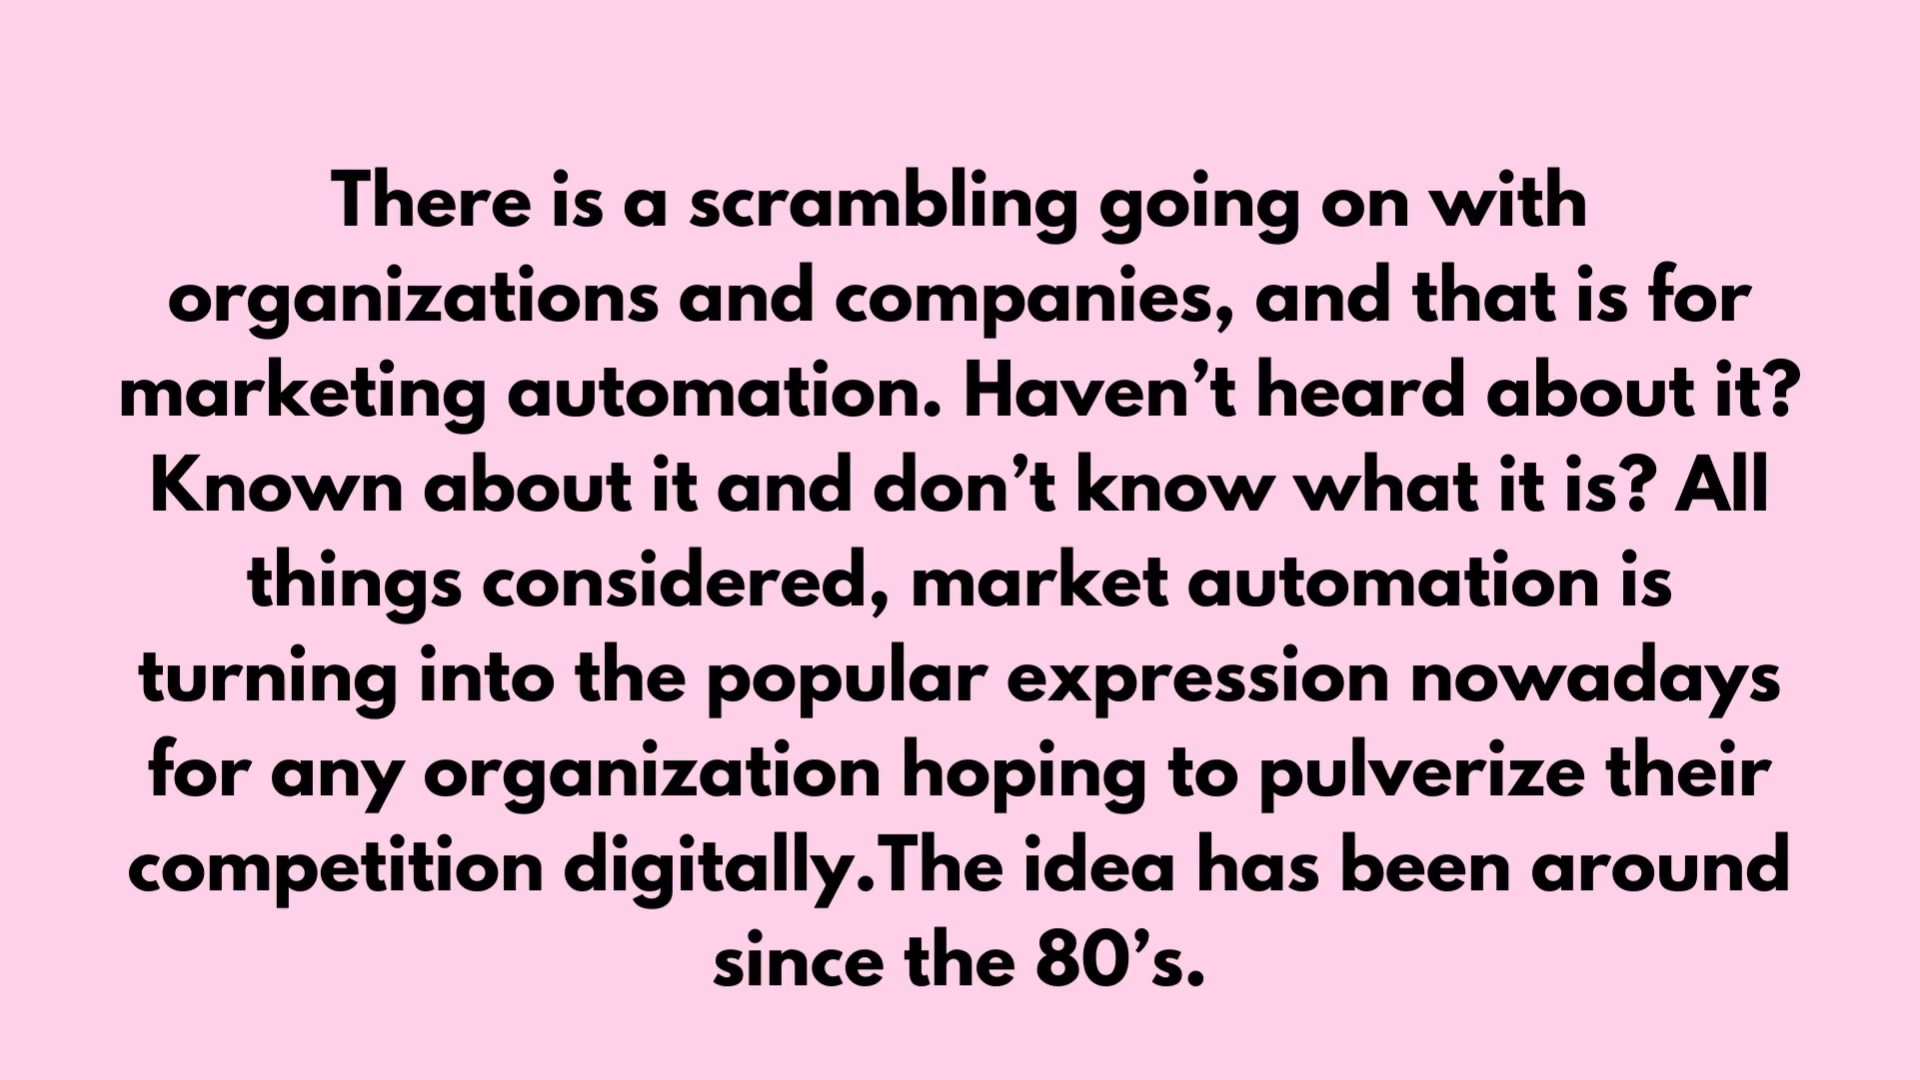 There is a scrambling going on with
organizations and companies, and that is for
marketing automation. Haven’t heard about it?
Known about it and don’t know what it is? All
things considered, market automation is
turning into the popular expression nowadays
for any organization hoping to pulverize their
competition digitally.The idea has been around
since the 80’s.